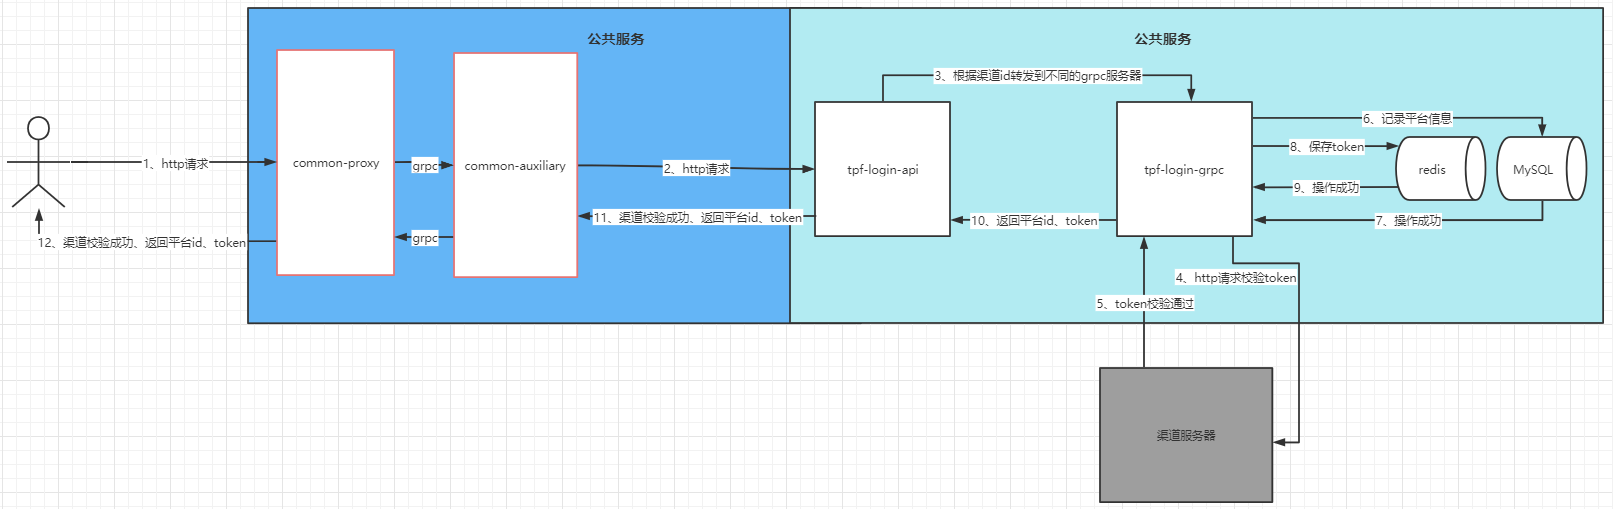 公共服务
公共服务
3、根据渠道id转发到不同的grpc服务器
6、记录平台信息
1、http请求
common-proxy
grpc
common-auxiliary
2、http请求
tpf-login-api
tpf-login-grpc
8、保存token
redis
MySQL
9、操作成功
11、渠道校验成功、返回平台id、token
10、返回平台id、token
7、操作成功
12、渠道校验成功、返回平台id、token
grpc
4、http请求校验token
5、token校验通过
渠道服务器